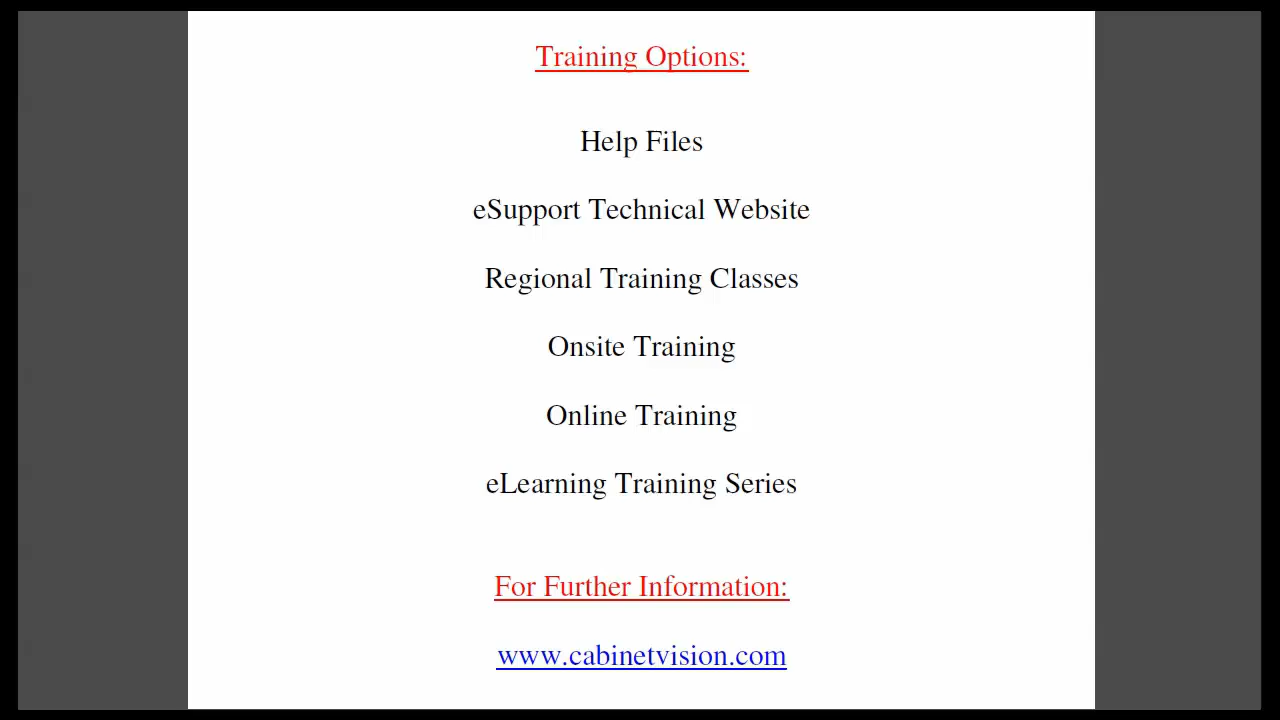 Training Options:
Help Files
eSupport Technical Website
Regional Training Classes
Onsite Training
Online Training
eLearning Training Series
For Further Information:
www.cabinetvision.com